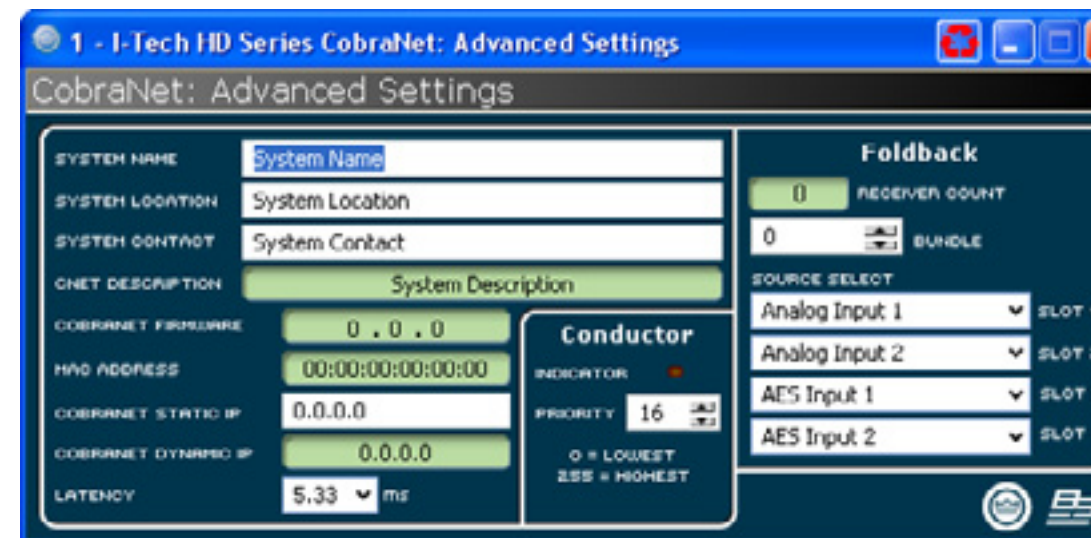 1 - I-Tech HD Series CobraNet: Advanced Settings
CobraNet: Advanced Settings
SYSTEM NAME System Name
SYSTEM LOCATION System Location
SYSTEM CONTACT System Contact
CNET DESCRIPTION System Description
COBRANET FIRMWARE 0.0.0
MAC ADDRESS 00:00:00:00:00:00
COBRANET STATIC IP 0.0.0.0
COBRANET DYNAMIC IP 0.0.0.0
LATENCY 5.33 ms
Conductor
INDICATOR
PRIORITY 16
0 = LOWEST
255 = HIGHEST
Foldback
0 RECEIVER COUNT
0 BUNDLE
SOURCE SELECT
Analog Input 1 SLOT
Analog Input 2 SLOT
AES Input 1 SLOT
AES Input 2 SLOT